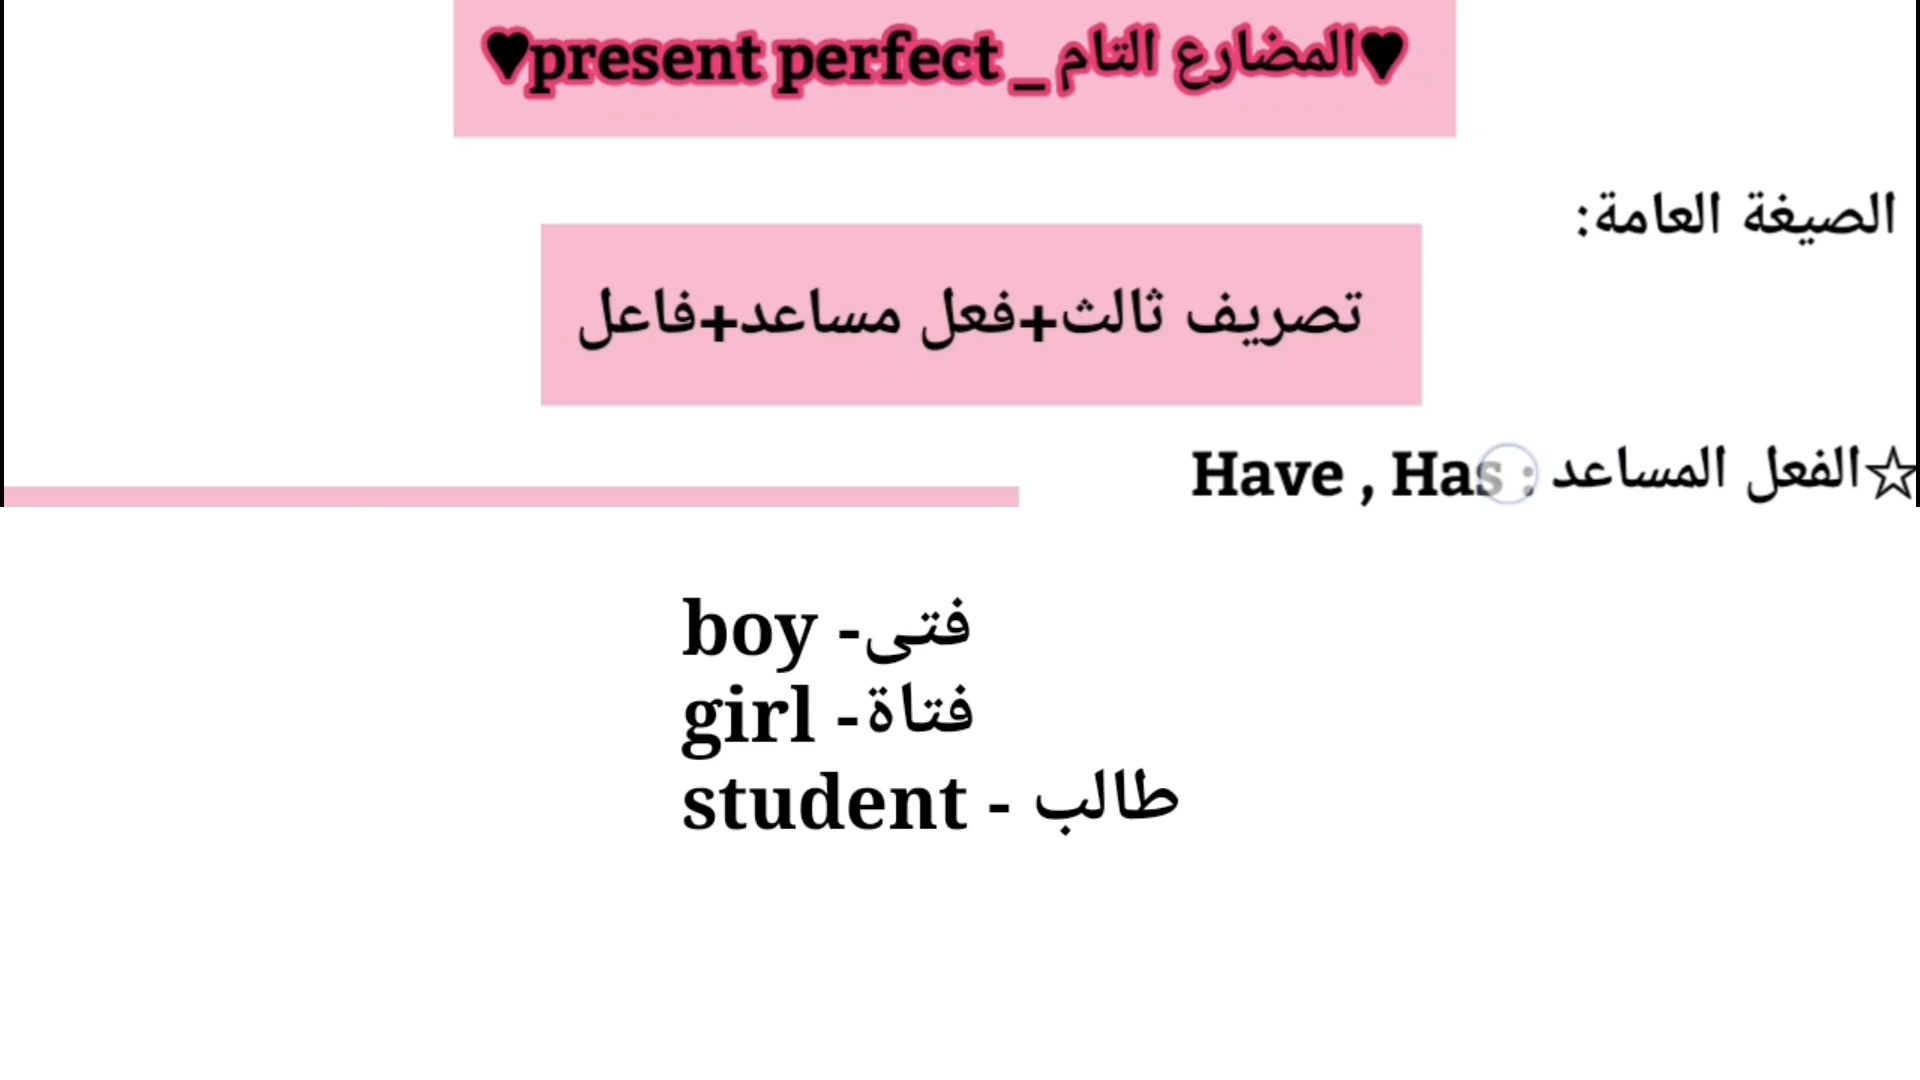 ♥المضارع التام _ present perfect♥
الصيغة العامة:
تصريف ثالث+فعل مساعد+فاعل
☆الفعل المساعد : Have , Has
boy -فتى
girl -فتاة
student - طالب